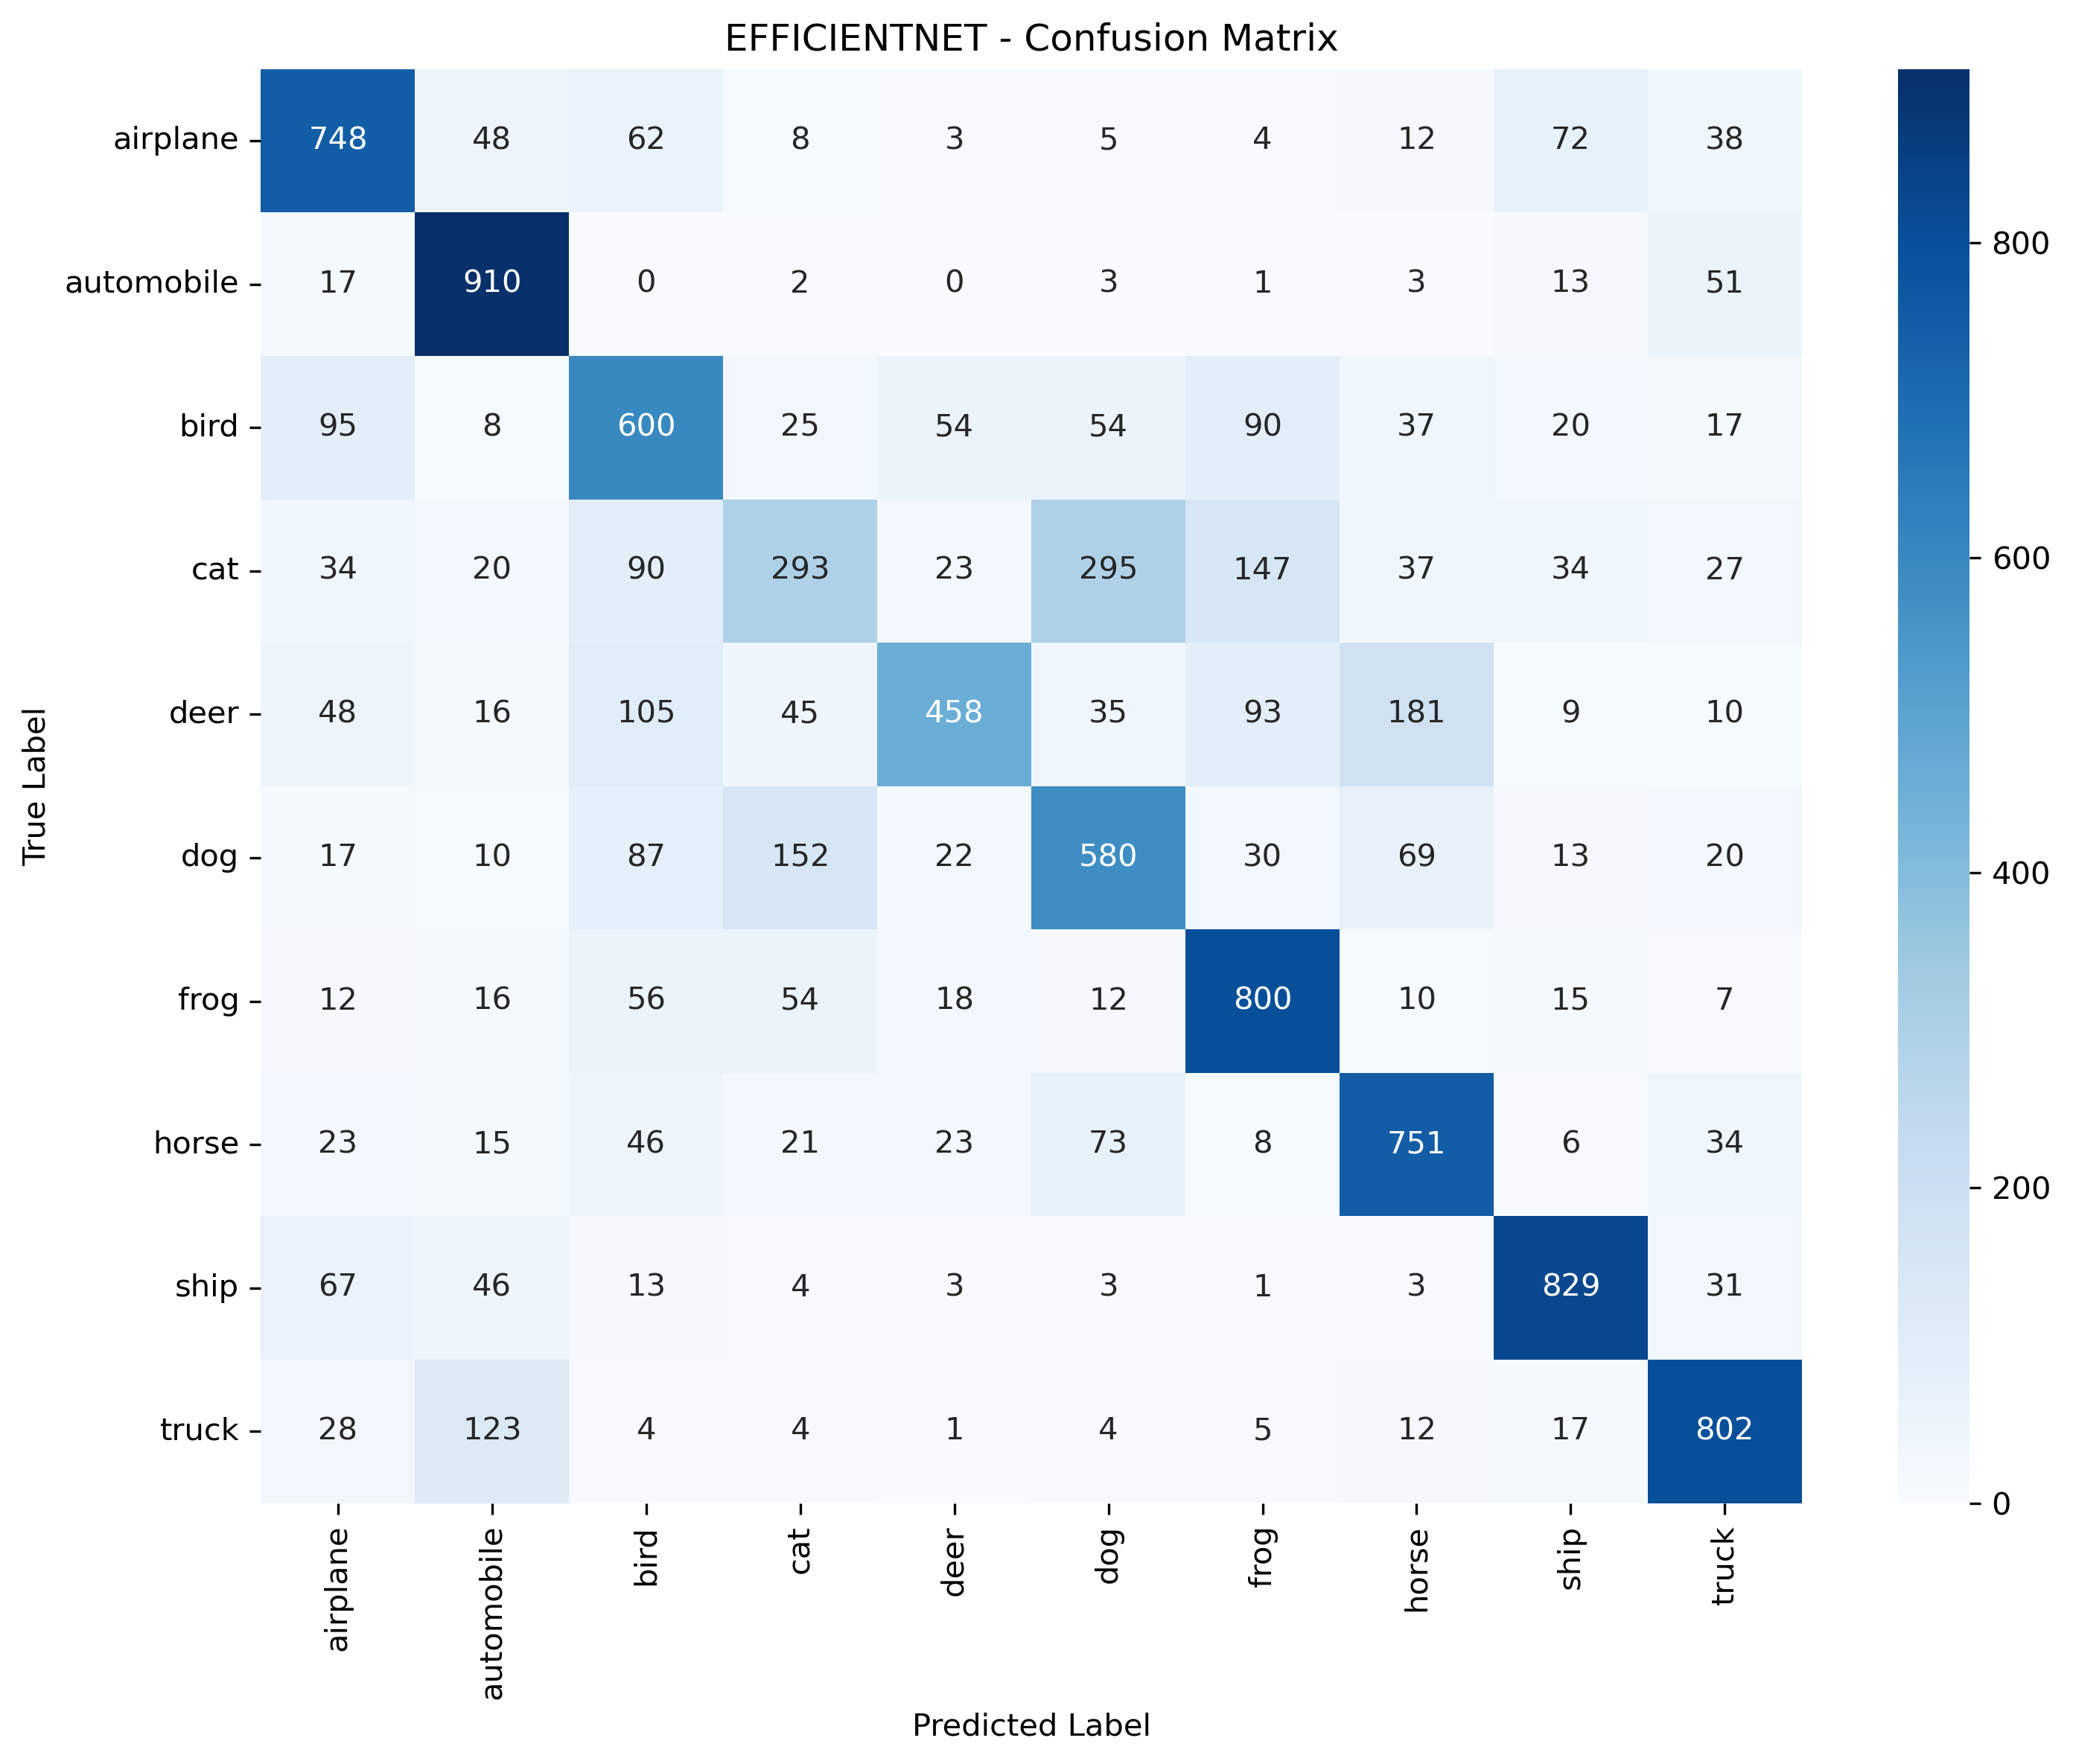 EFFICIENTNET - Confusion Matrix
airplane 748 48 62 8 3 5 4 12 72 38
automobile 17 910 0 2 0 3 1 3 13 51
bird 95 8 600 25 54 54 90 37 20 17
cat 34 20 90 293 23 295 147 37 34 27
deer 48 16 105 45 458 35 93 181 9 10
dog 17 10 87 152 22 580 30 69 13 20
frog 12 16 56 54 18 12 800 10 15 7
horse 23 15 46 21 23 73 8 751 6 34
ship 67 46 13 4 3 3 1 3 829 31
truck 28 123 4 4 1 4 5 12 17 802
airplane automobile bird cat deer dog frog horse ship truck
Predicted Label
True Label
800
600
400
200
0